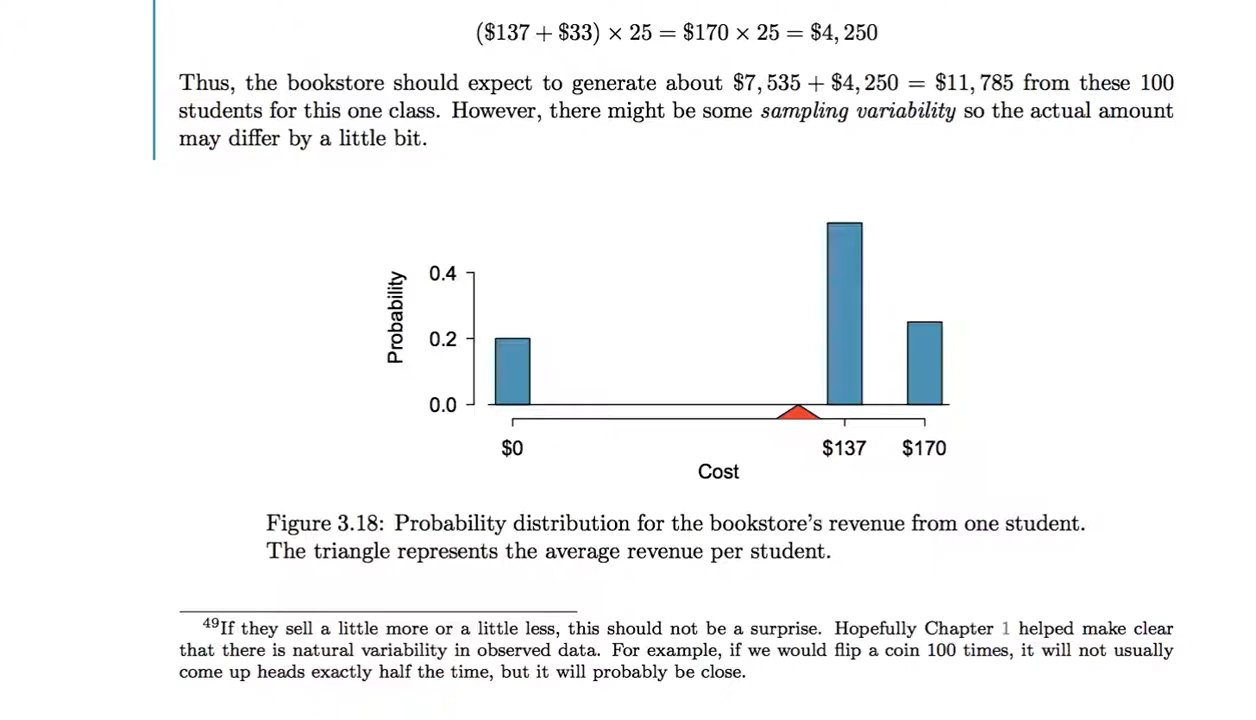 ($137 + $33) × 25 = $170 × 25 = $4, 250
Thus, the bookstore should expect to generate about $7, 535 + $4, 250 = $11, 785 from these 100
students for this one class. However, there might be some sampling variability so the actual amount
may differ by a little bit.
Probability
0.4
0.2
0.0
$0
$137
$170
Cost
Figure 3.18: Probability distribution for the bookstore's revenue from one student.
The triangle represents the average revenue per student.
49If they sell a little more or a little less, this should not be a surprise. Hopefully Chapter 1 helped make clear
that there is natural variability in observed data. For example, if we would flip a coin 100 times, it will not usually
come up heads exactly half the time, but it will probably be close.